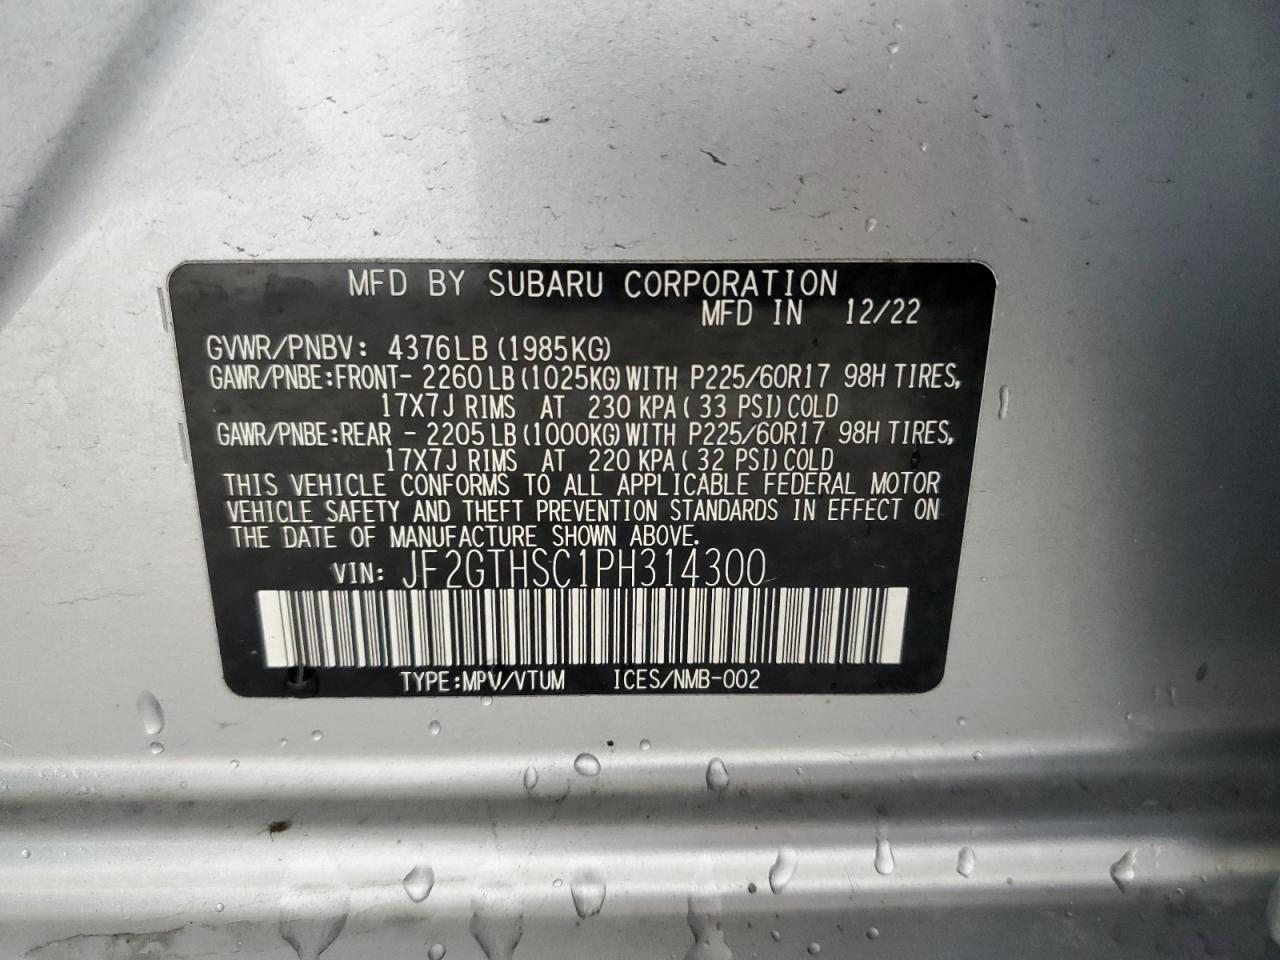 MFD BY SUBARU CORPORATION
MFD IN 12/22
GVWR/PNBV: 4376LB (1985KG)
GAWR/PNBE:FRONT- 2260 LB (1025KG) WITH P225/60R17 98H TIRES,
17X7J RIMS AT 230 KPA ( 33 PSI) COLD
GAWR/PNBE:REAR - 2205 LB (1000KG) WITH P225/60R17 98H TIRES,
17X7J RIMS AT 220 KPA ( 32 PSI) COLD
THIS VEHICLE CONFORMS TO ALL APPLICABLE FEDERAL MOTOR
VEHICLE SAFETY AND THEFT PREVENTION STANDARDS IN EFFECT ON
THE DATE OF MANUFACTURE SHOWN ABOVE.
VIN: JF2GTHSC1PH314300
TYPE:MPV/VTUM ICES/NMB-002